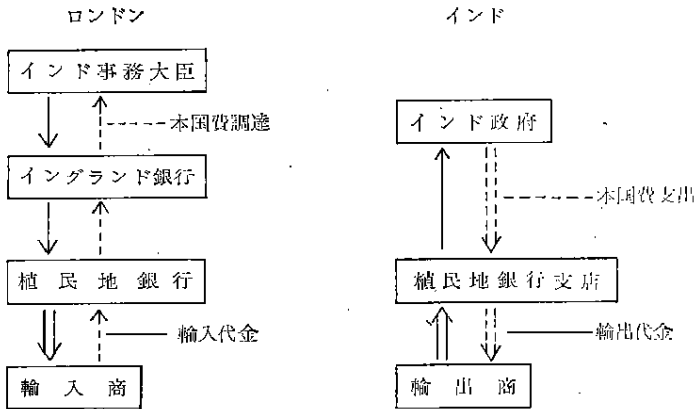 ロンドン
インド事務大臣
本国費調達
イングランド銀行
植民地銀行
輸入代金
輸入商
インド
インド政府
本国費支出
植民地銀行支店
輸出代金
輸出商